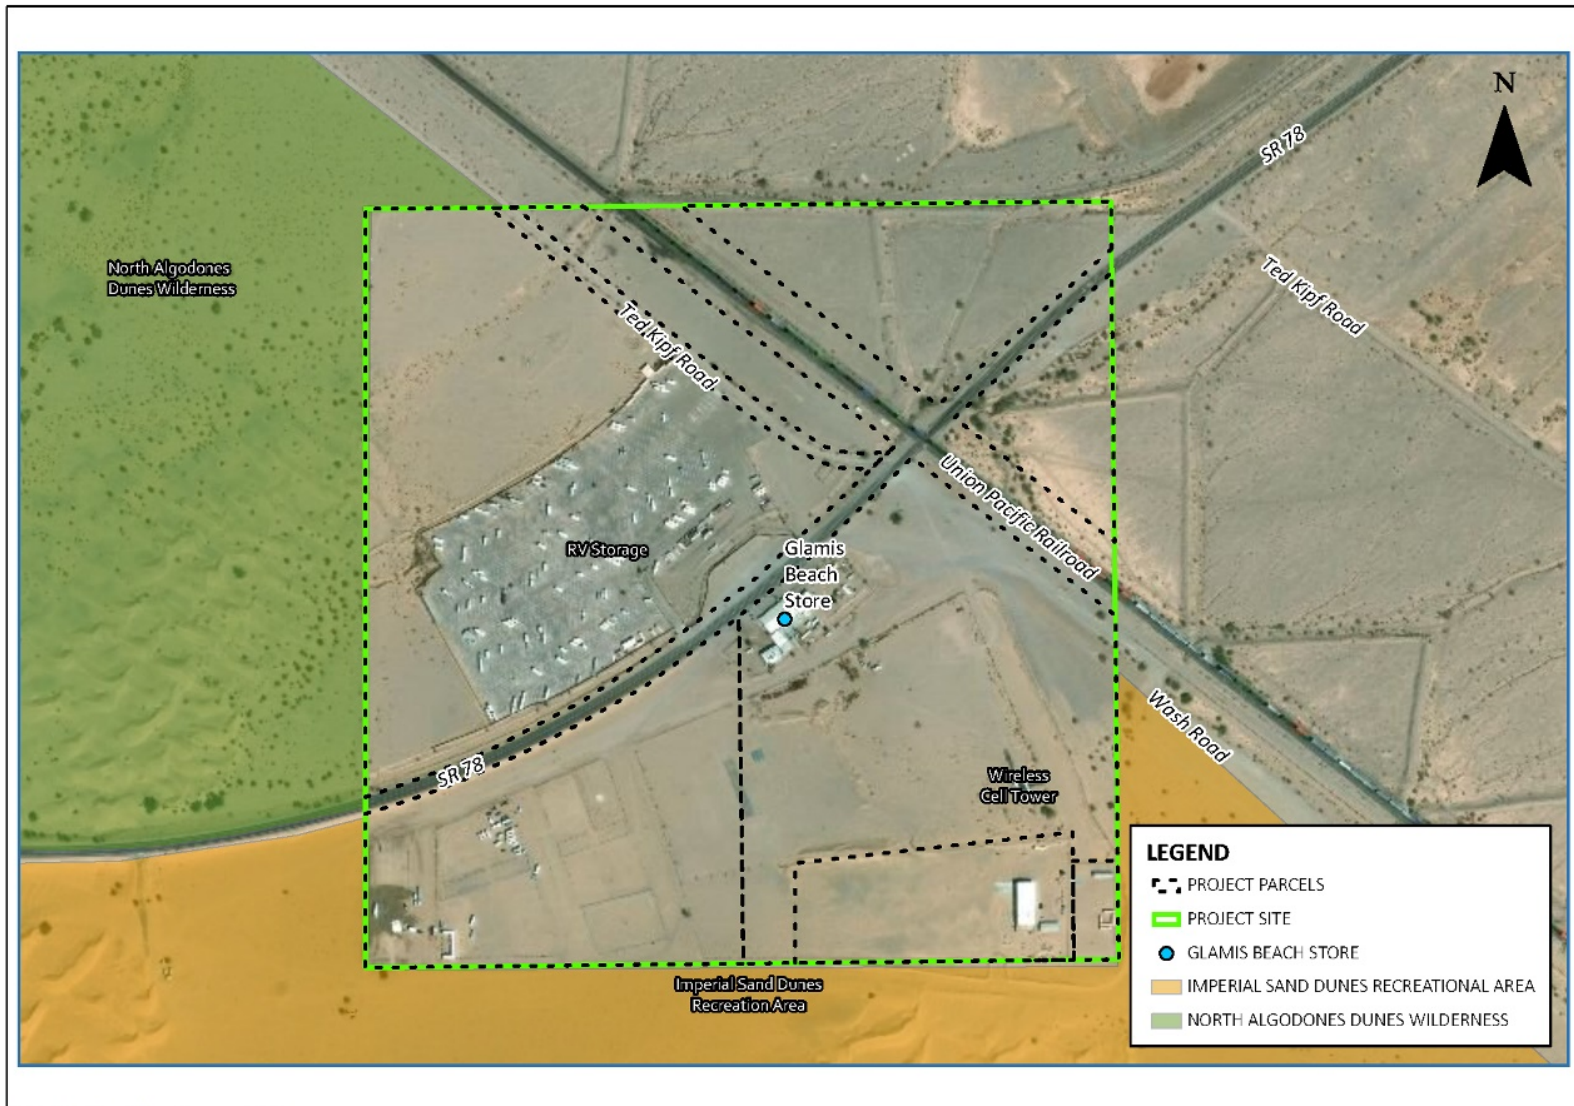 N
SR 78
North Algodones
Dunes Wilderness
Ted Kipf Road
Ted Kipf Road
Union Pacific Railroad
RV Storage
Glamis
Beach
Store
Wash Road
SR 78
Wireless
Cell Tower
Imperial Sand Dunes
Recreation Area
LEGEND
PROJECT PARCELS
PROJECT SITE
GLAMIS BEACH STORE
IMPERIAL SAND DUNES RECREATIONAL AREA
NORTH ALGODONES DUNES WILDERNESS